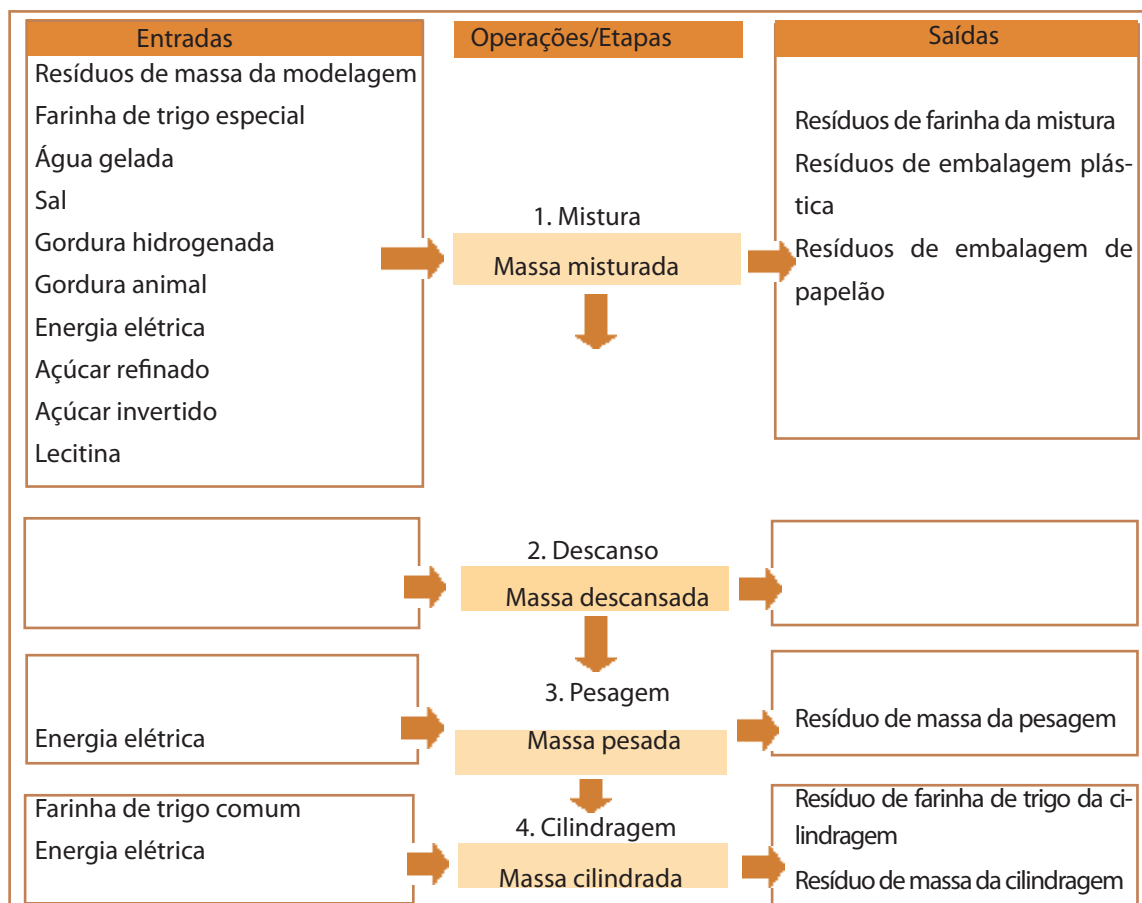 Entradas
Operações/Etapas
Saídas
Resíduos de massa da modelagem
Farinha de trigo especial
Água gelada
Sal
Gordura hidrogenada
Gordura animal
Energia elétrica
Açúcar refinado
Açúcar invertido
Lecitina
1. Mistura
Massa misturada
Resíduos de farinha da mistura
Resíduos de embalagem plás-
tica
Resíduos de embalagem de
papelão
2. Descanso
Massa descansada
Energia elétrica
3. Pesagem
Massa pesada
Resíduo de massa da pesagem
Farinha de trigo comum
Energia elétrica
4. Cilindragem
Massa cilindrada
Resíduo de farinha de trigo da ci-
lindragem
Resíduo de massa da cilindragem